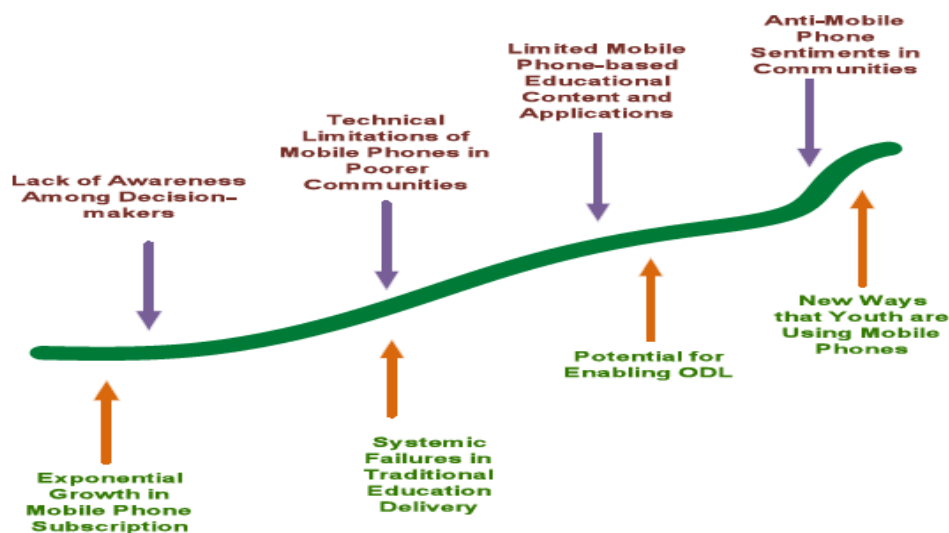 Anti-Mobile
Phone
Sentiments in
Communities
Limited Mobile
Phone-based
Educational
Content and
Applications
Technical
Limitations of
Mobile Phones in
Poorer
Communities
Lack of Awareness
Among Decision-
makers
New Ways
that Youth are
Using Mobile
Phones
Potential for
Enabling ODL
Systemic
Failures in
Traditional
Education
Delivery
Exponential
Growth in
Mobile Phone
Subscription